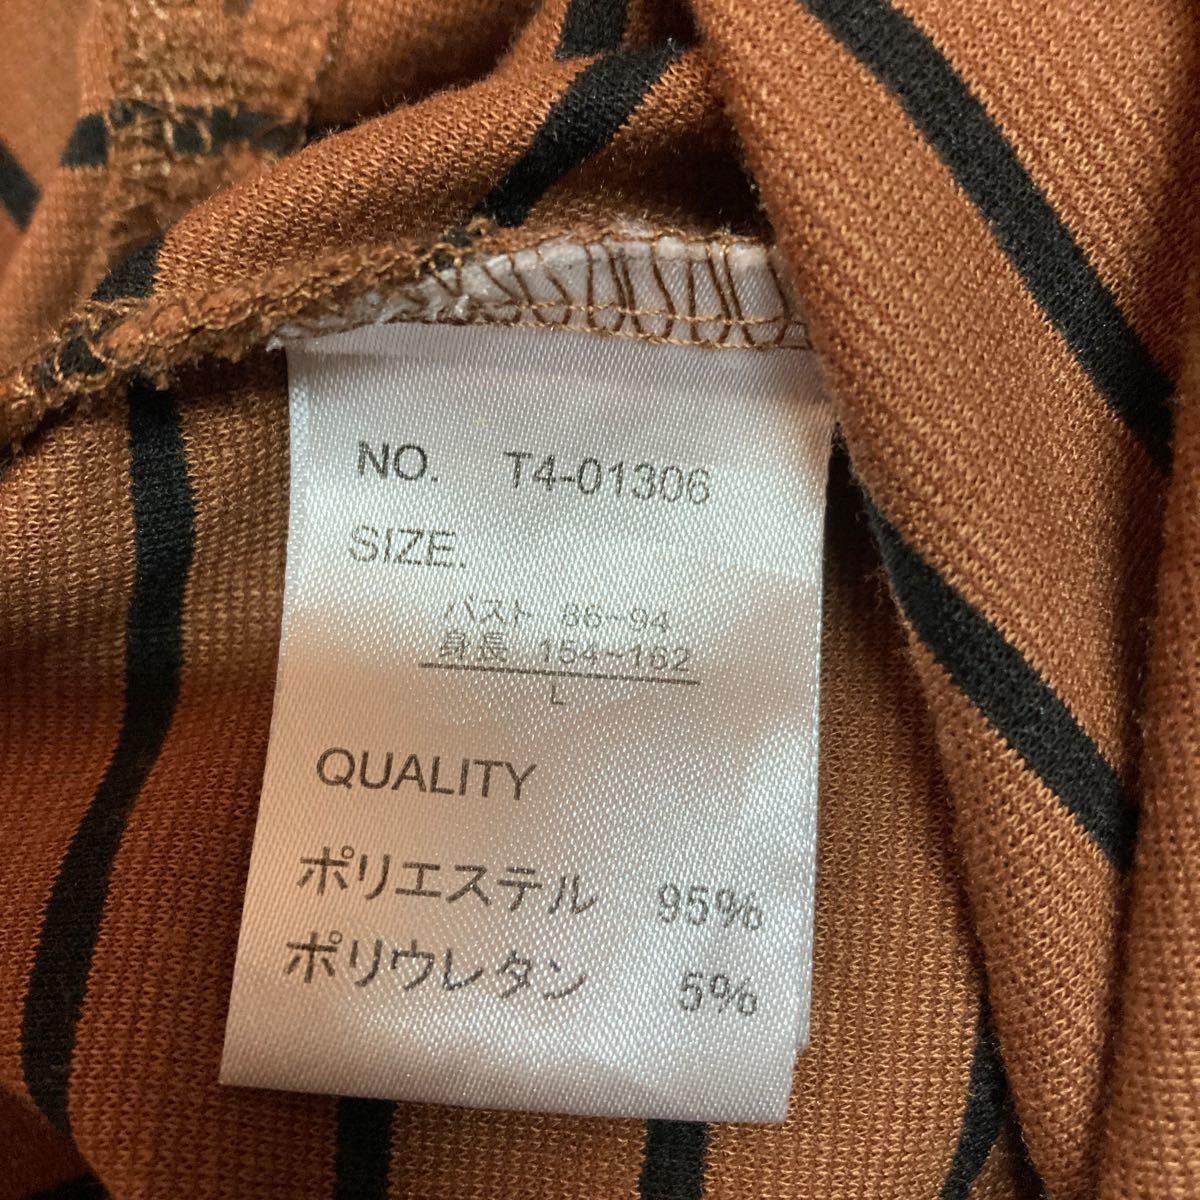 NO. T4-01306
SIZE.
バスト 86~94
身長 154~162
L
QUALITY
ポリエステル 95%
ポリウレタン 5%